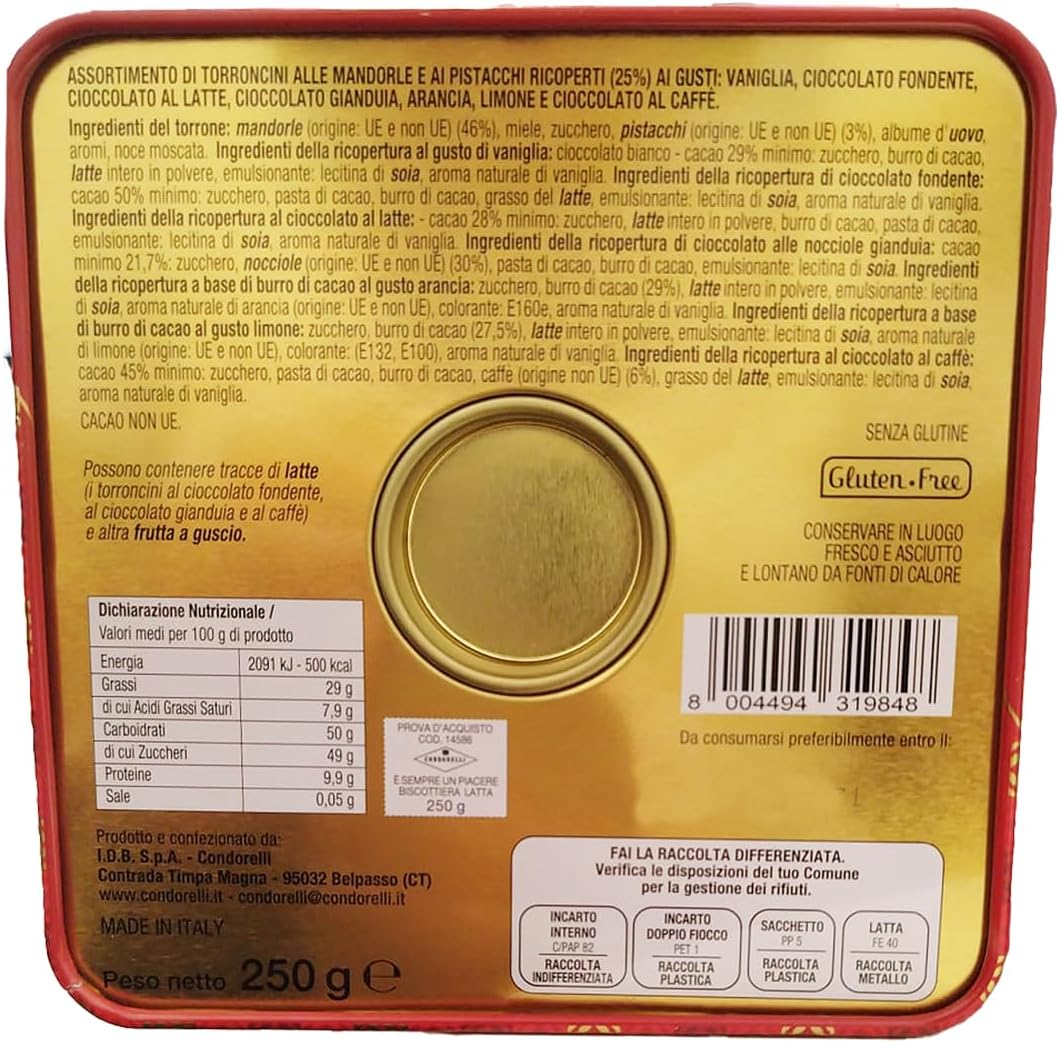 ASSORTIMENTO DI TORRONCINI ALLE MANDORLE E AI PISTACCHI RICOPERTI (25%) AI GUSTI: VANIGLIA, CIOCCOLATO FONDENTE,
CIOCCOLATO AL LATTE, CIOCCOLATO GIANDUIA, ARANCIA, LIMONE E CIOCCOLATO AL CAFFÈ.
Ingredienti del torrone: mandorle (origine: UE e non UE) (46%), miele, zucchero, pistacchi (origine: UE e non UE) (3%), albume d'uovo,
aromi, noce moscata. Ingredienti della ricopertura al gusto di vaniglia: cioccolato bianco - cacao 29% minimo: zucchero, burro di cacao,
latte intero in polvere, emulsionante: lecitina di soia, aroma naturale di vaniglia. Ingredienti della ricopertura di cioccolato fondente:
cacao 50% minimo: zucchero, pasta di cacao, burro di cacao, grasso del latte, emulsionante: lecitina di soia, aroma naturale di vaniglia.
Ingredienti della ricopertura al cioccolato al latte: - cacao 28% minimo: zucchero, latte intero in polvere, burro di cacao, pasta di cacao,
emulsionante: lecitina di soia, aroma naturale di vaniglia. Ingredienti della ricopertura di cioccolato alle nocciole gianduia: cacao
minimo 21,7%: zucchero, nocciole (origine: UE e non UE) (30%), pasta di cacao, burro di cacao, emulsionante: lecitina di soia. Ingredienti
della ricopertura a base di burro di cacao al gusto arancia: zucchero, burro di cacao (29%), latte intero in polvere, emulsionante: lecitina
di soia, aroma naturale di arancia (origine: UE e non UE), colorante: E160e, aroma naturale di vaniglia. Ingredienti della ricopertura a base
di burro di cacao al gusto limone: zucchero, burro di cacao (27,5%), latte intero in polvere, emulsionante: lecitina di soia, aroma naturale
di limone (origine: UE e non UE), colorante: (E132, E100), aroma naturale di vaniglia. Ingredienti della ricopertura al cioccolato al caffè:
cacao 45% minimo: zucchero, pasta di cacao, burro di cacao, caffè (origine non UE) (6%), grasso del latte, emulsionante: lecitina di soia,
aroma naturale di vaniglia.
CACAO NON UE.
Possono contenere tracce di latte
(i torroncini al cioccolato fondente,
al cioccolato gianduia e al caffè)
e altra frutta a guscio.
SENZA GLUTINE
Gluten•Free
CONSERVARE IN LUOGO
FRESCO E ASCIUTTO
E LONTANO DA FONTI DI CALORE
Dichiarazione Nutrizionale /
Valori medi per 100 g di prodotto
Energia 2091 kJ - 500 kcal
Grassi 29 g
di cui Acidi Grassi Saturi 7,9 g
Carboidrati 50 g
di cui Zuccheri 49 g
Proteine 9,9 g
Sale 0,05 g
PROVA D'ACQUISTO
COD. 14586
CONDORELLI
E SEMPRE UN PIACERE
BISCOTTIERA LATTA
250 g
8 004494 319848
Da consumarsi preferibilmente entro il:
Prodotto e confezionato da:
I.D.B. S.p.A. - Condorelli
Contrada Timpa Magna - 95032 Belpasso (CT)
www.condorelli.it - condorelli@condorelli.it
MADE IN ITALY
Peso netto 250 g e
FAI LA RACCOLTA DIFFERENZIATA.
Verifica le disposizioni del tuo Comune
per la gestione dei rifiuti.
INCARTO
INTERNO
C/PAP 82
RACCOLTA
INDIFFERENZIATA
INCARTO
DOPPIO FIOCCO
PET 1
RACCOLTA
PLASTICA
SACCHETTO
PP 5
RACCOLTA
PLASTICA
LATTA
FE 40
RACCOLTA
METALLO